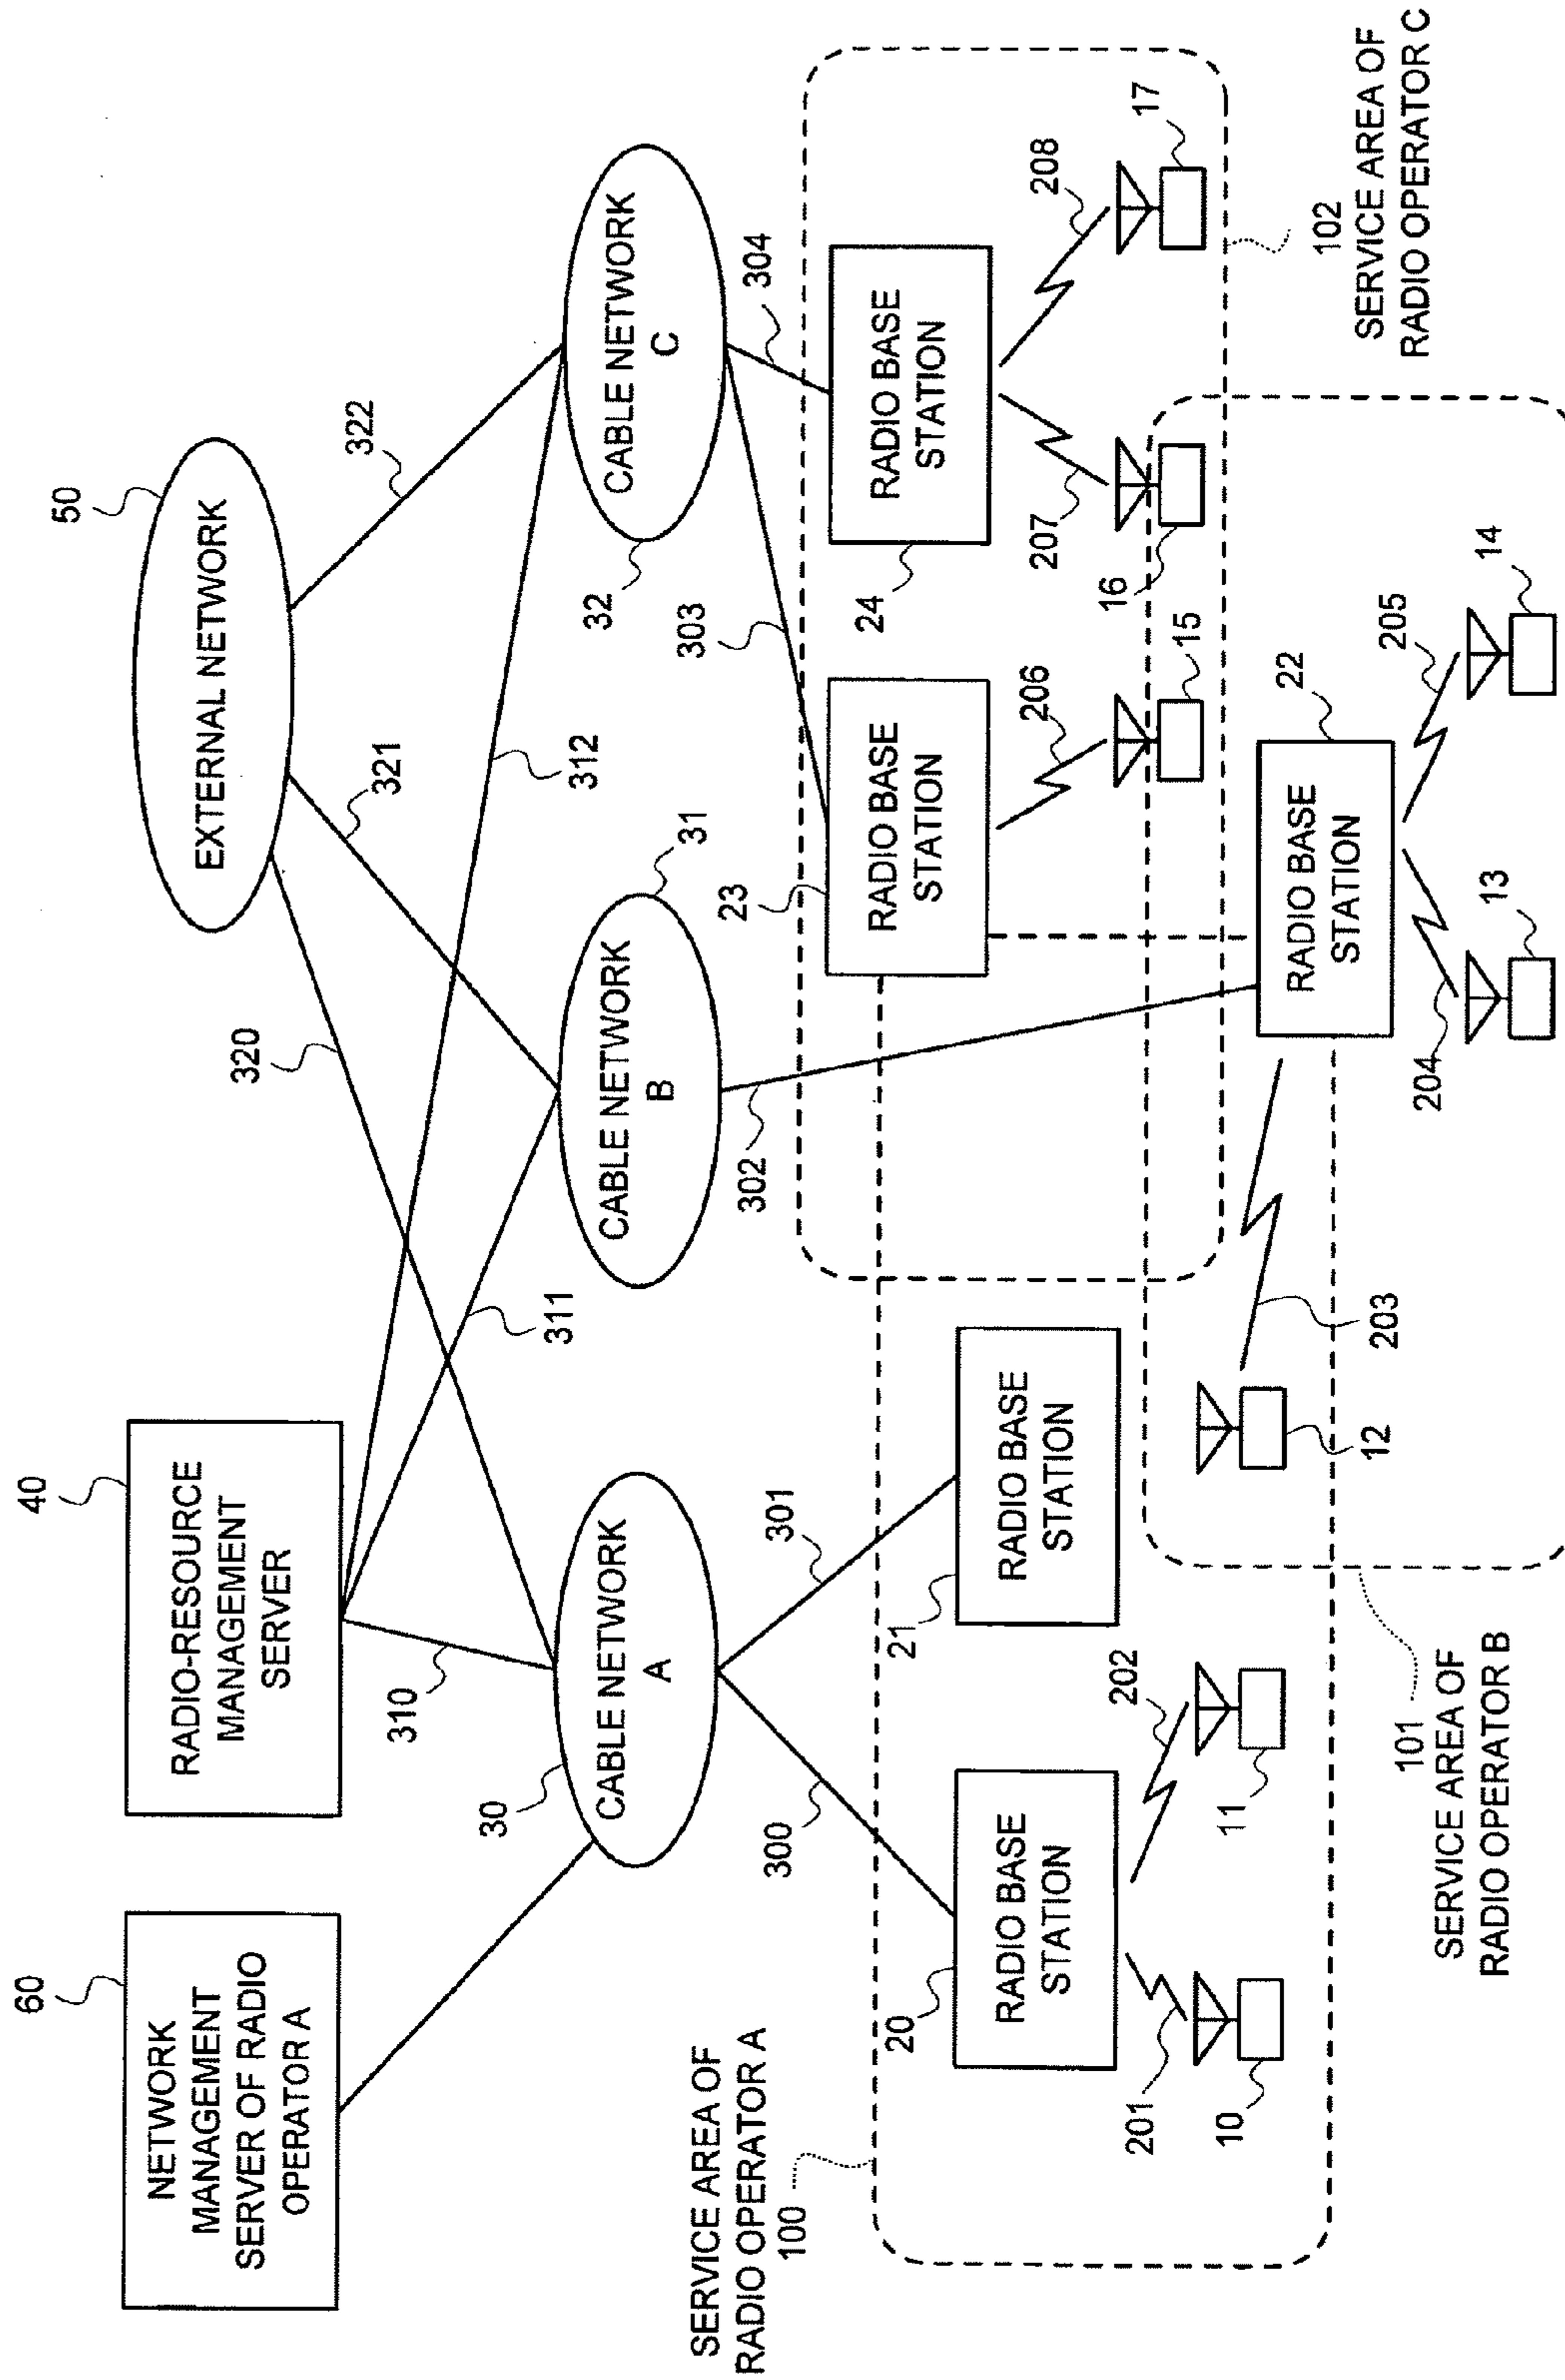 60
NETWORK
MANAGEMENT
SERVER OF RADIO
OPERATOR A
40
RADIO-RESOURCE
MANAGEMENT
SERVER
50
EXTERNAL NETWORK
320
321
322
310
311
312
30
CABLE NETWORK
A
31
CABLE NETWORK
B
32
CABLE NETWORK
C
300
301
302
303
304
SERVICE AREA OF
RADIO OPERATOR A
100
20
RADIO BASE
STATION
21
RADIO BASE
STATION
23
RADIO BASE
STATION
24
RADIO BASE
STATION
201
202
206
207
208
10
11
12
15
16
17
203
22
RADIO BASE
STATION
204
205
13
14
101
SERVICE AREA OF
RADIO OPERATOR B
102
SERVICE AREA OF
RADIO OPERATOR C